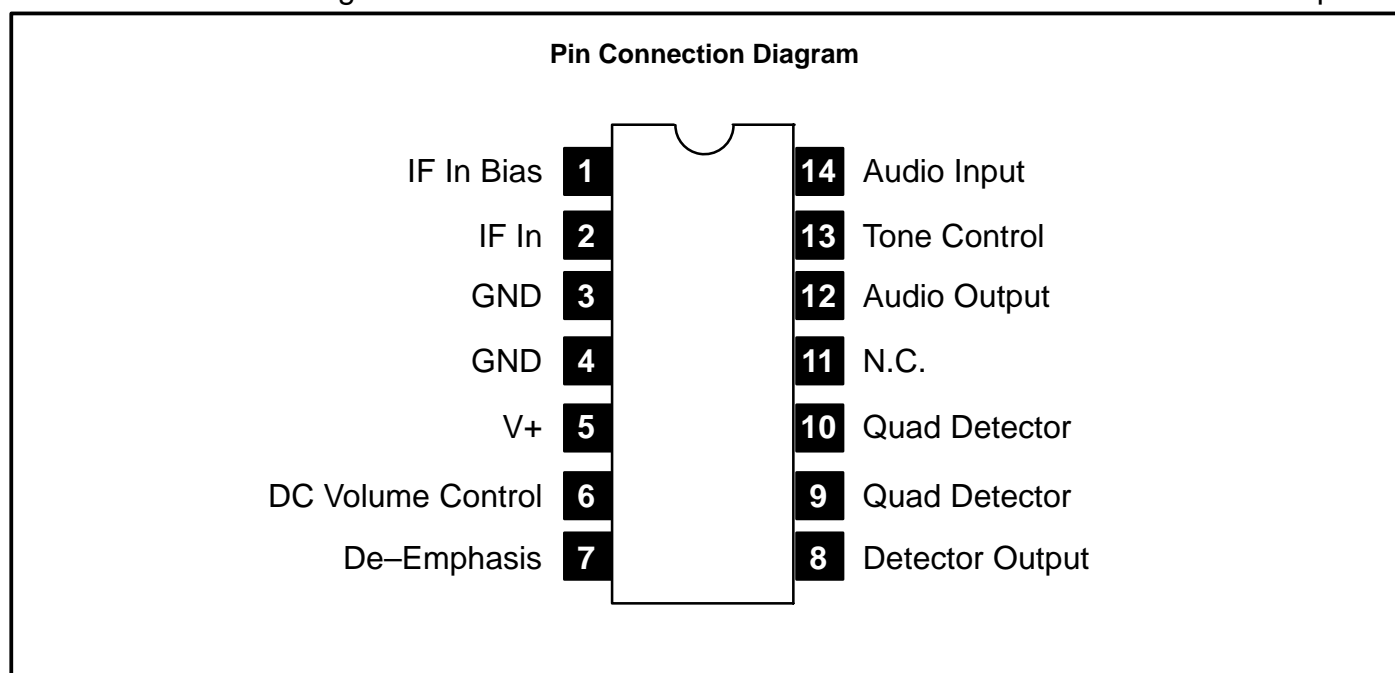 Pin Connection Diagram
IF In Bias 1
IF In 2
GND 3
GND 4
V+ 5
DC Volume Control 6
De–Emphasis 7
14 Audio Input
13 Tone Control
12 Audio Output
11 N.C.
10 Quad Detector
9 Quad Detector
8 Detector Output